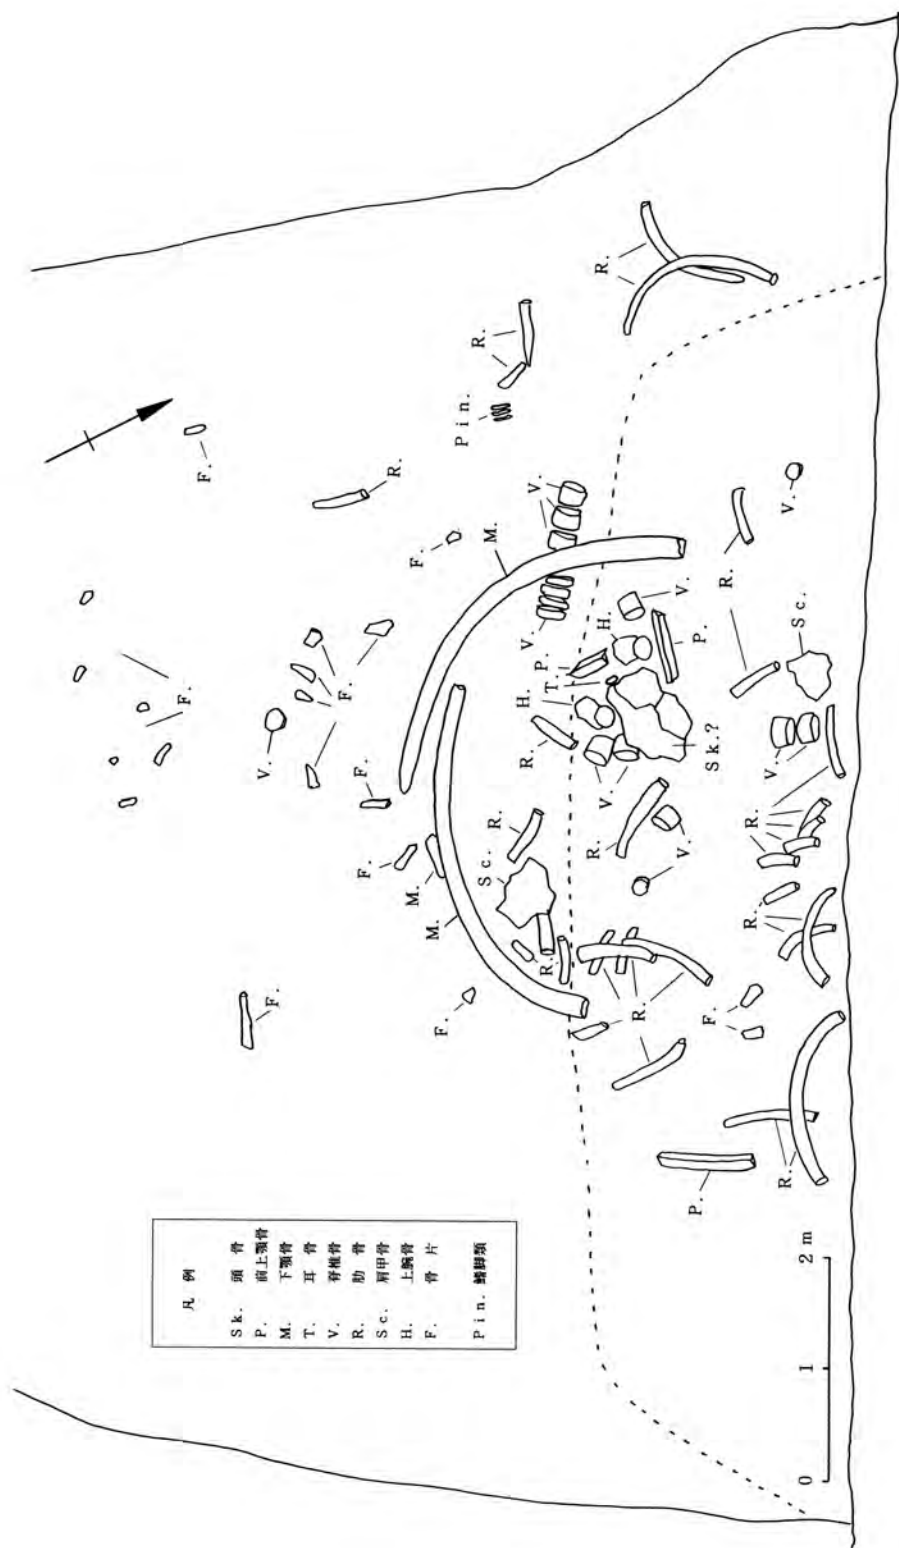 凡　例
Sk.　頭　骨
P.　前上顎骨
M.　下顎骨
T.　耳　骨
V.　脊椎骨
R.　肋　骨
Sc.　肩甲骨
H.　上腕骨
F.　骨　片
Pin.　鰭脚類
F.
F.
V.
F.
F.
F.
F.
R.
M.
M.
F.
F.
M.
Pin.
R.
Sc.
R.
V.
R.
H.
V.
P.
T.
R.
R.
R.
V.
H.
R.
V.
V.
P.
P.
Sk.?
F.
R.
R.
R.
V.
R.
V.
Sc.
0　1　2m